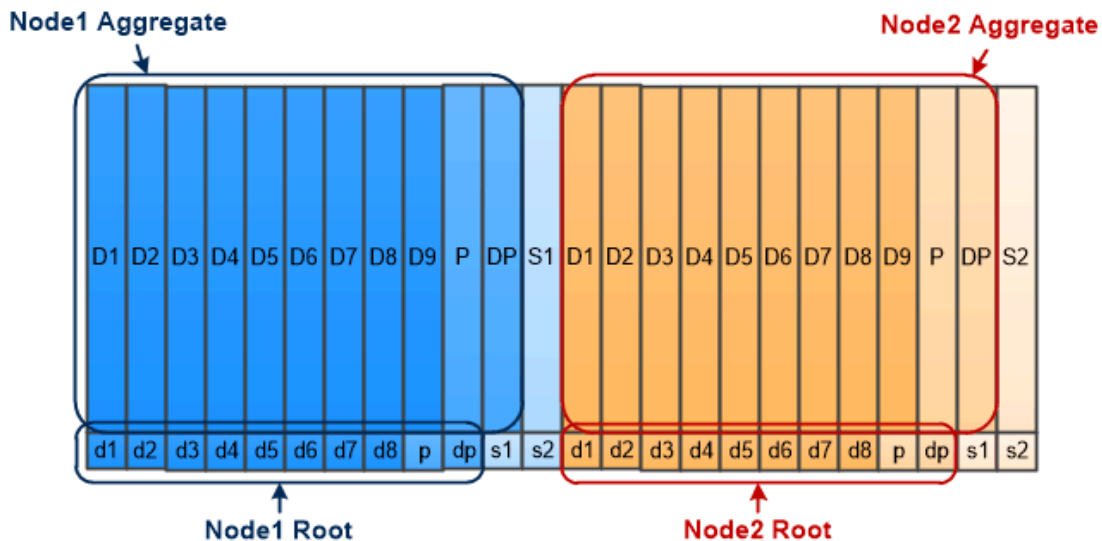 Node1 Aggregate
Node2 Aggregate
D1 D2 D3 D4 D5 D6 D7 D8 D9 P DP S1 D1 D2 D3 D4 D5 D6 D7 D8 D9 P DP S2
d1 d2 d3 d4 d5 d6 d7 d8 p dp s1 s2 d1 d2 d3 d4 d5 d6 d7 d8 p dp s1 s2
Node1 Root
Node2 Root